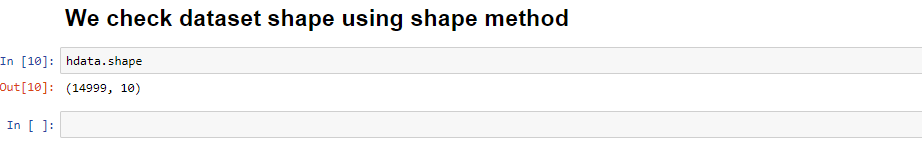 We check dataset shape using shape method
In [10]: hdata.shape
Out[10]: (14999, 10)
In [ ]: